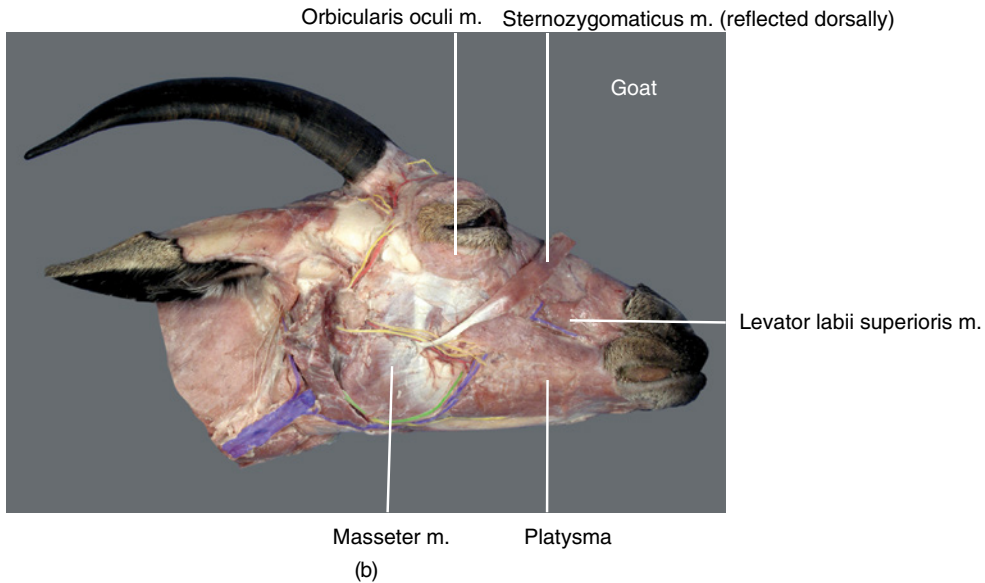 Orbicularis oculi m.
Sternozygomaticus m. (reflected dorsally)
Goat
Levator labii superioris m.
Masseter m.
Platysma
(b)